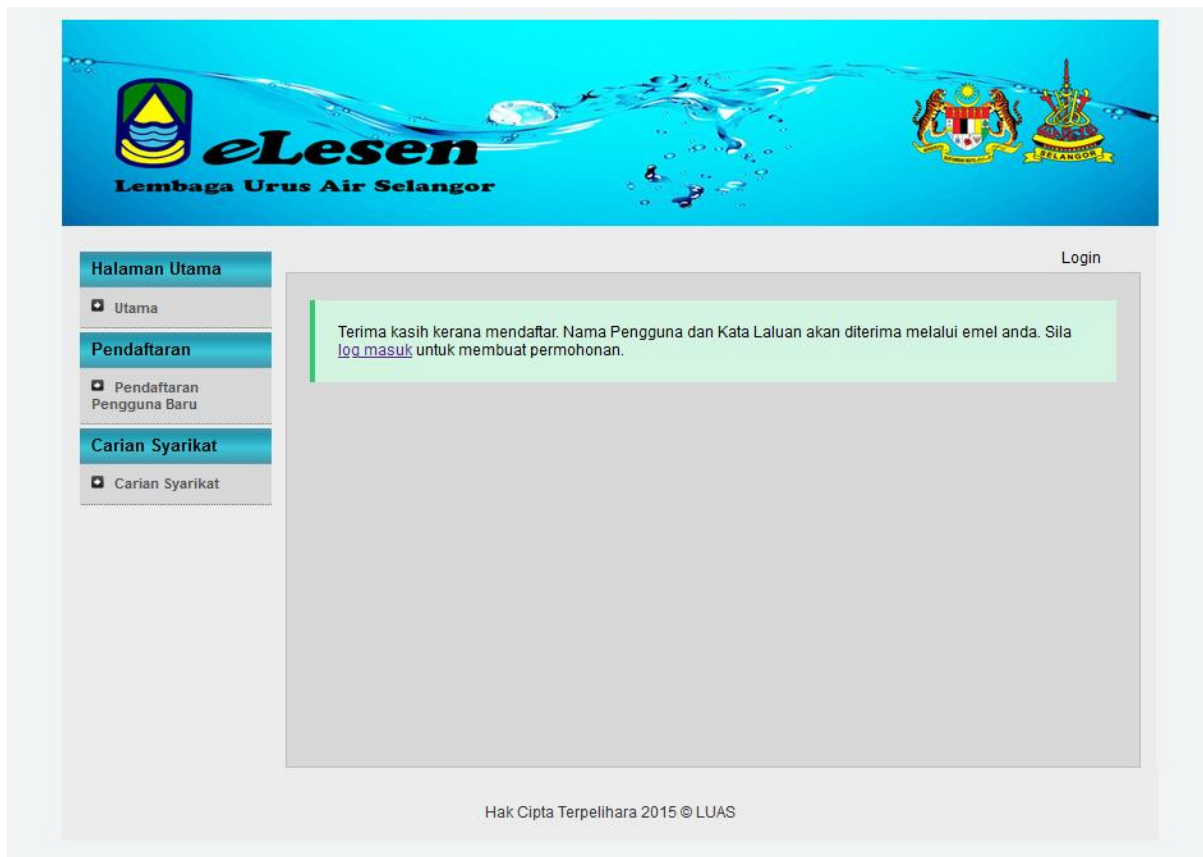 eLesen
Lembaga Urus Air Selangor
SELANGOR
Login
Halaman Utama
Utama
Pendaftaran
Pendaftaran
Pengguna Baru
Carian Syarikat
Carian Syarikat
Terima kasih kerana mendaftar. Nama Pengguna dan Kata Laluan akan diterima melalui emel anda. Sila
log masuk untuk membuat permohonan.
Hak Cipta Terpelihara 2015 © LUAS